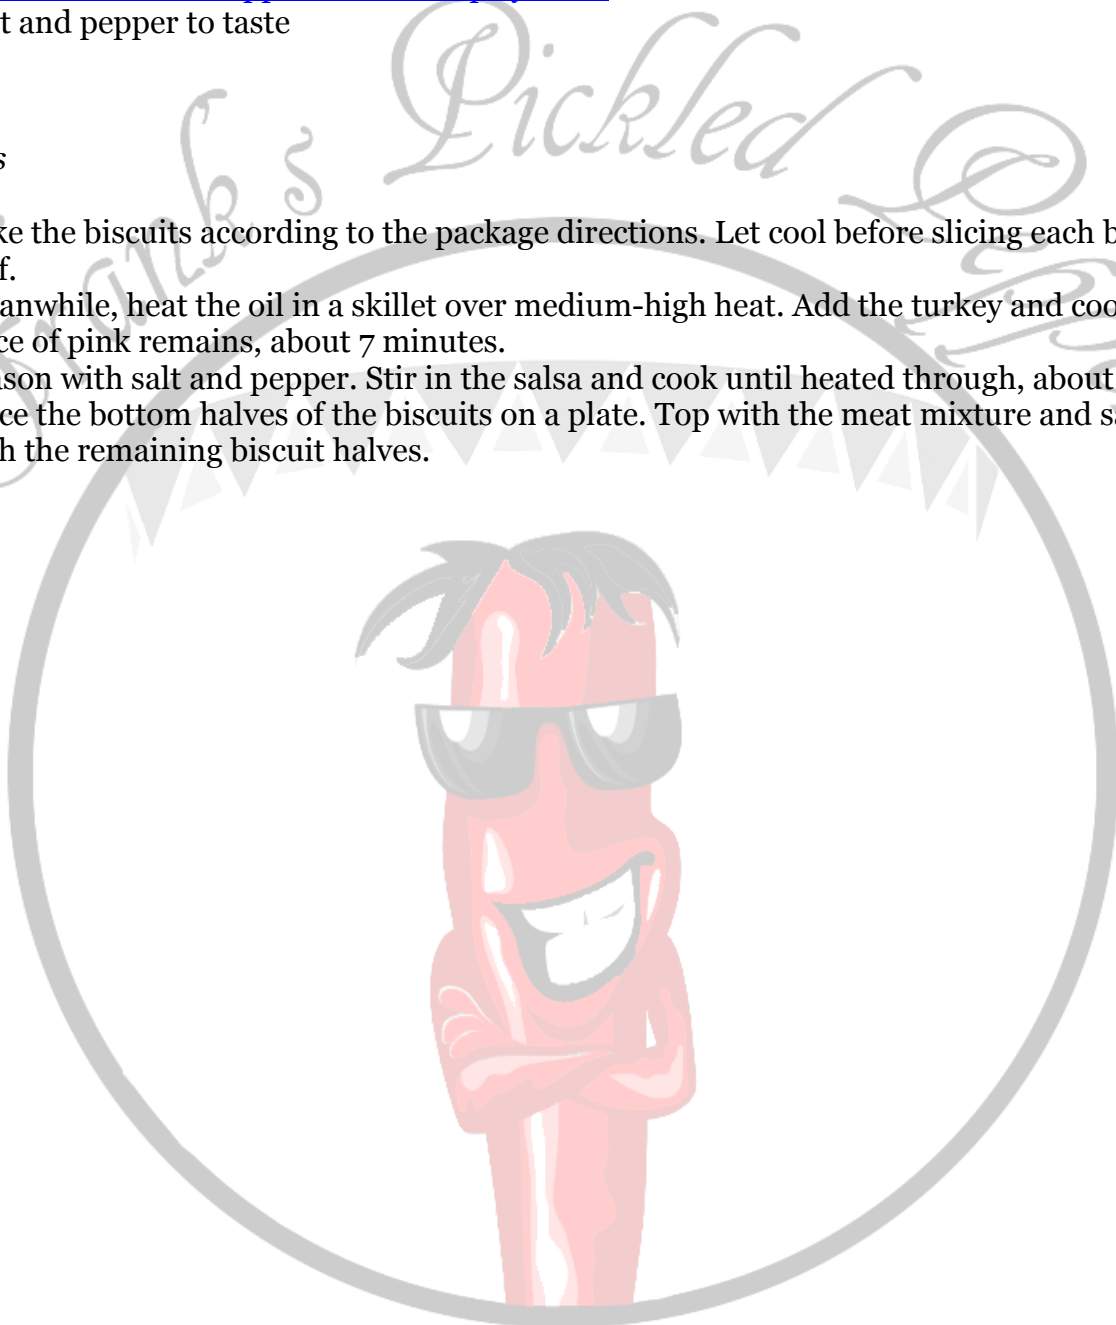 t and pepper to taste
Frank's Pickled P
s
ke the biscuits according to the package directions. Let cool before slicing each b
f.
anwhile, heat the oil in a skillet over medium-high heat. Add the turkey and coo
ce of pink remains, about 7 minutes.
ason with salt and pepper. Stir in the salsa and cook until heated through, about
ce the bottom halves of the biscuits on a plate. Top with the meat mixture and s
h the remaining biscuit halves.